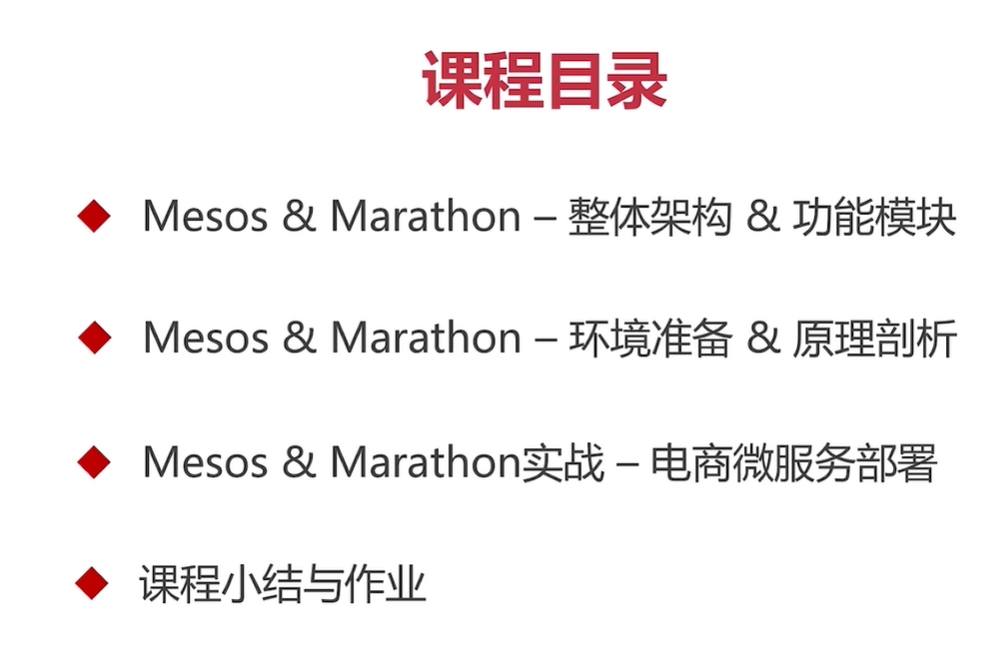 课程目录
Mesos & Marathon – 整体架构 & 功能模块
Mesos & Marathon – 环境准备 & 原理剖析
Mesos & Marathon实战 – 电商微服务部署
课程小结与作业